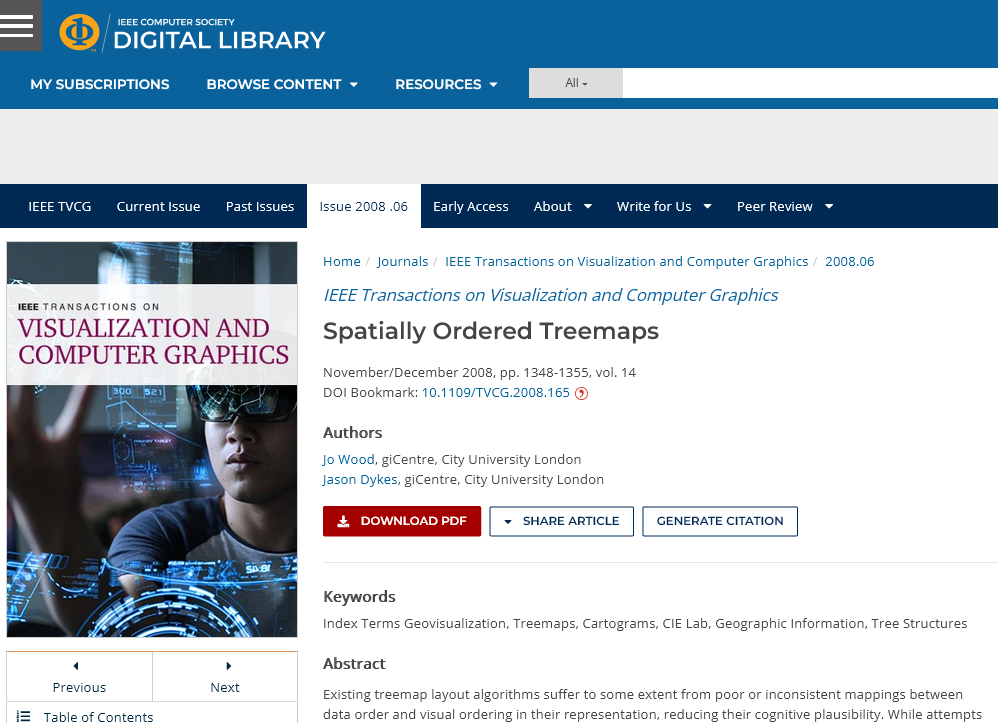 IEEE COMPUTER SOCIETY
DIGITAL LIBRARY
MY SUBSCRIPTIONS BROWSE CONTENT RESOURCES All
IEEE TVCG Current Issue Past Issues Issue 2008 .06 Early Access About Write for Us Peer Review
IEEE TRANSACTIONS ON
VISUALIZATION AND
COMPUTER GRAPHICS
300 521
PRIMARY TARGET
Home / Journals / IEEE Transactions on Visualization and Computer Graphics / 2008.06
IEEE Transactions on Visualization and Computer Graphics
Spatially Ordered Treemaps
November/December 2008, pp. 1348-1355, vol. 14
DOI Bookmark: 10.1109/TVCG.2008.165
Authors
Jo Wood, giCentre, City University London
Jason Dykes, giCentre, City University London
DOWNLOAD PDF SHARE ARTICLE GENERATE CITATION
Keywords
Index Terms Geovisualization, Treemaps, Cartograms, CIE Lab, Geographic Information, Tree Structures
Abstract
Existing treemap layout algorithms suffer to some extent from poor or inconsistent mappings between
data order and visual ordering in their representation, reducing their cognitive plausibility. While attempts
Previous Next
Table of Contents